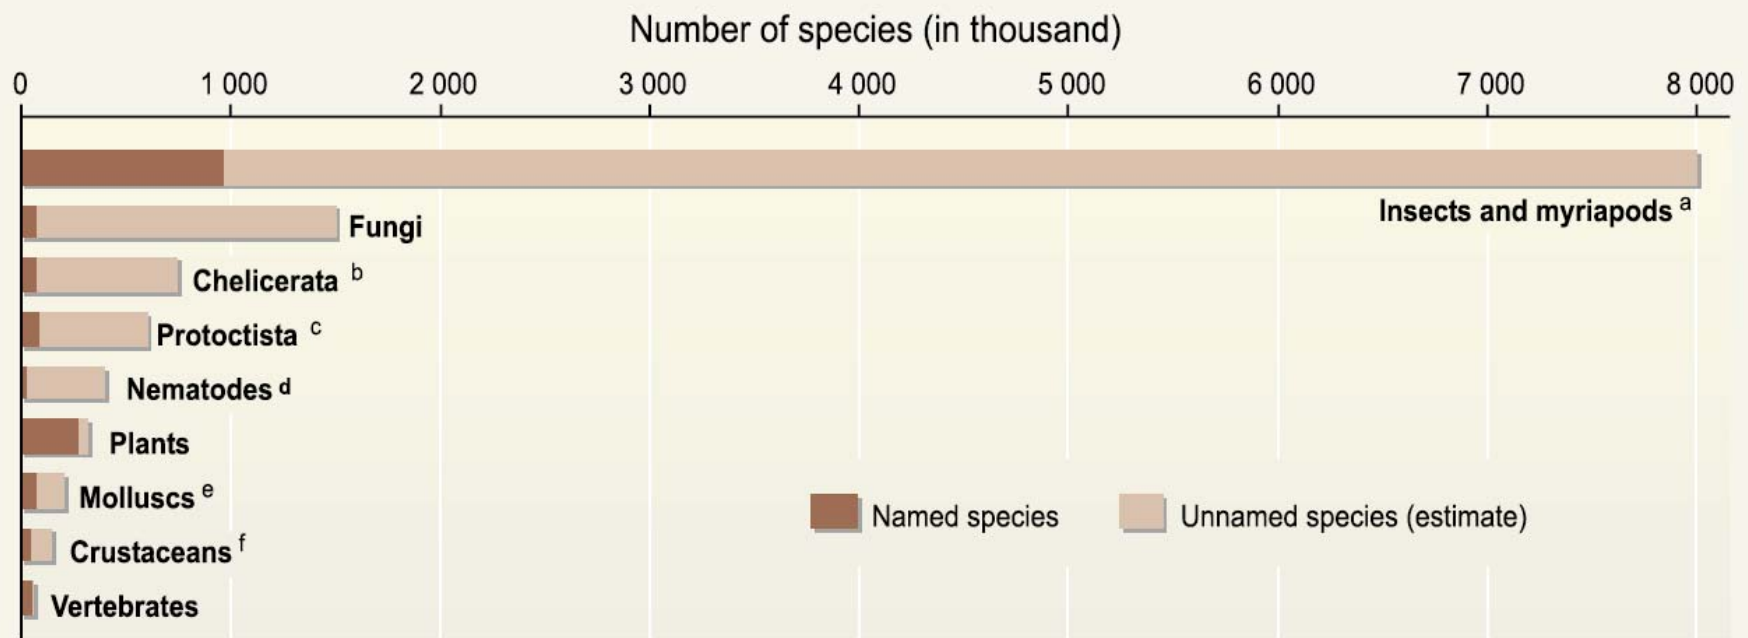 Number of species (in thousand)
0 1 000 2 000 3 000 4 000 5 000 6 000 7 000 8 000
Insects and myriapods a
Fungi
Chelicerata b
Protoctista c
Nematodes d
Plants
Molluscs e
Named species Unnamed species (estimate)
Crustaceans f
Vertebrates